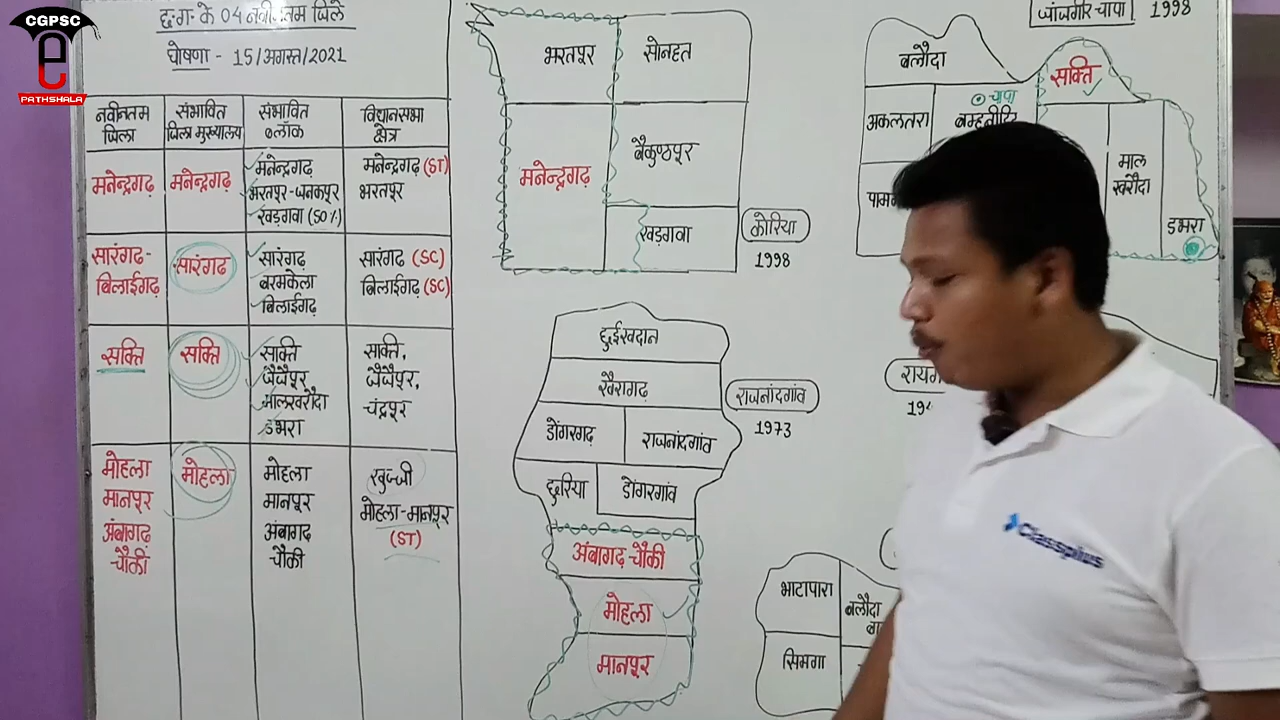 CGPSC
e
PATHSHALA
छ.ग. के 04 नवीनतम जिले
घोषणा - 15/अगस्त/2021
नवीनतम जिला
संभावित जिला मुख्यालय
संभावित ब्लॉक
विधानसभा क्षेत्र
मनेन्द्रगढ़
मनेन्द्रगढ़
मनेन्द्रगढ़
भरतपुर-जनकपुर
खड़गवा (50%)
मनेन्द्रगढ़ (ST)
भरतपुर
सारंगढ-
बिलाईगढ़
सारंगढ
सारंगढ़
बरमकेला
बिलाईगढ़
सारंगढ (SC)
बिलाईगढ़ (SC)
सक्ति
सक्ति
साक्ति
जैजैपुर
मालखरौदा
डभरा
साक्ति,
जैजैपुर,
चंद्रपुर
मोहला
मानपुर
अंबागढ
चौकी
मोहला
मोहला
मानपुर
अंबागढ
चौकी
खुज्जी
मोहला-मानपुर
(ST)
भरतपुर
सोनहत
मनेन्द्रगढ़
बैकुण्ठपुर
खड़गवा
कोरिया
1998
छुईखदान
खैरागढ
डोंगरगढ़
राजनांदगांव
छुरिया
डोंगरगांव
अंबागढ चौकी
मोहला
मानपुर
राजनांदगांव
1973
जांजगीर चांपा 1998
बलौदा
सक्ति
अकलतरा
चांपा
माल
खरौदा
डभरा
भाटापारा
बलौदा
सिमगा
Classplus